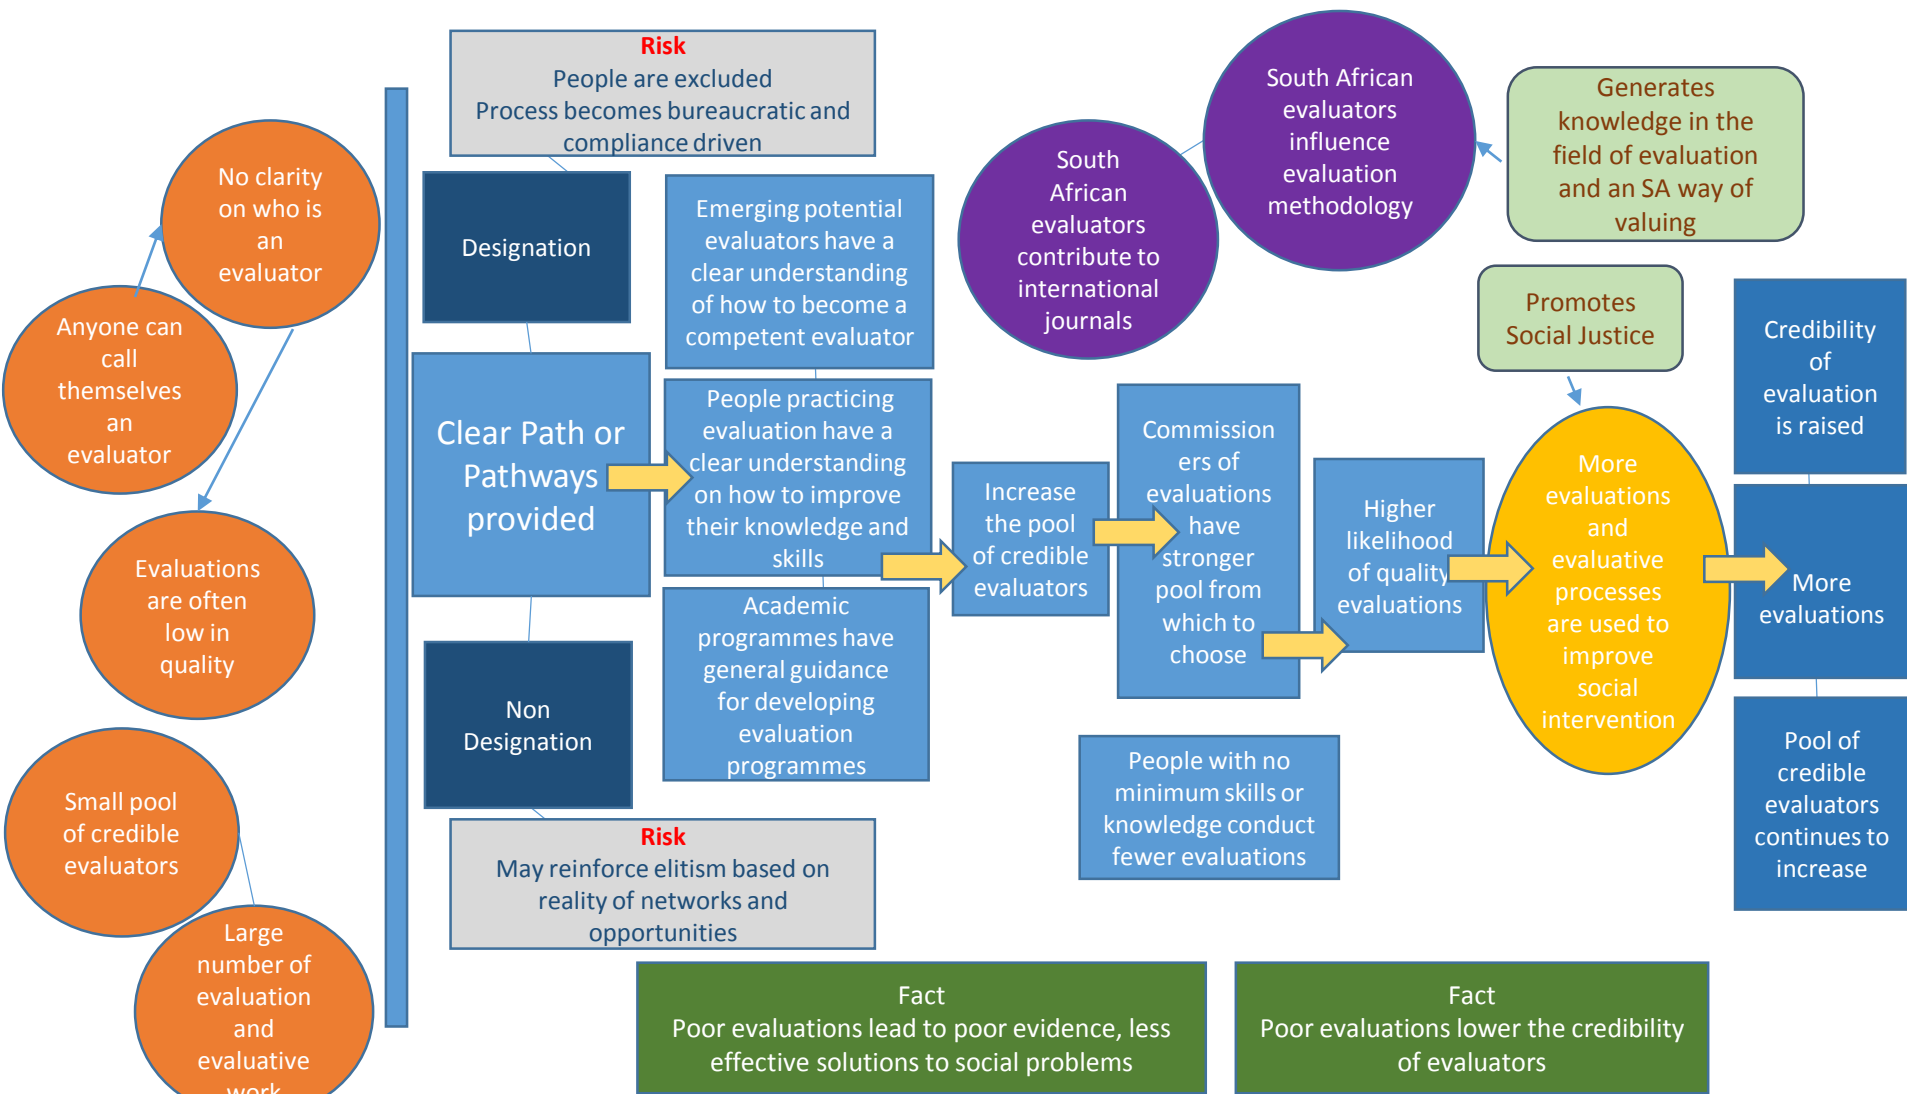 No clarity
on who is
an
evaluator
Anyone can
call
themselves
an
evaluator
Evaluations
are often
low in
quality
Small pool
of credible
evaluators
Large
number of
evaluation
and
evaluative
work
Risk
People are excluded
Process becomes bureaucratic and
compliance driven
Designation
Clear Path or
Pathways
provided
Non
Designation
Risk
May reinforce elitism based on
reality of networks and
opportunities
Emerging potential
evaluators have a
clear understanding
of how to become a
competent evaluator
People practicing
evaluation have a
clear understanding
on how to improve
their knowledge and
skills
Academic
programmes have
general guidance
for developing
evaluation
programmes
South
African
evaluators
contribute to
international
journals
South African
evaluators
influence
evaluation
methodology
Generates
knowledge in the
field of evaluation
and an SA way of
valuing
Promotes
Social Justice
Increase
the pool
of credible
evaluators
Commission
ers of
evaluations
have
stronger
pool from
which to
choose
Higher
likelihood
of quality
evaluations
More
evaluations
and
evaluative
processes
are used to
improve
social
intervention
Credibility
of
evaluation
is raised
More
evaluations
Pool of
credible
evaluators
continues to
increase
People with no
minimum skills or
knowledge conduct
fewer evaluations
Fact
Poor evaluations lead to poor evidence, less
effective solutions to social problems
Fact
Poor evaluations lower the credibility
of evaluators